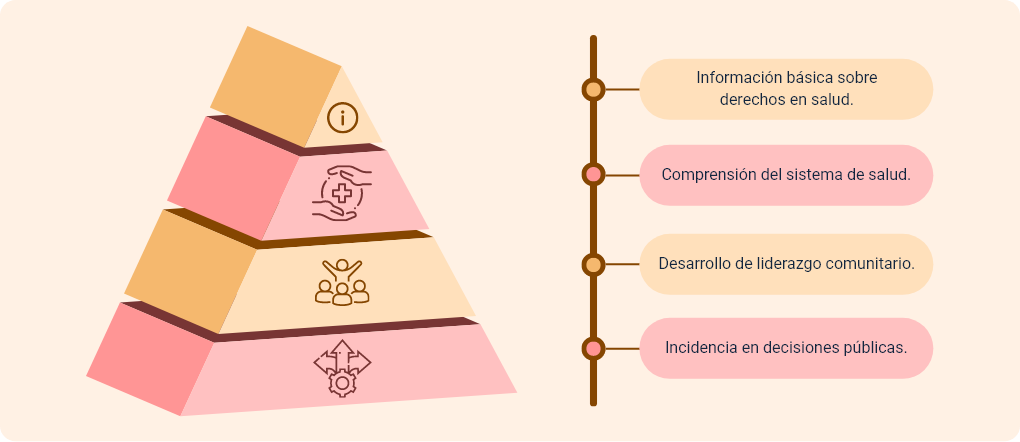 Información básica sobre
derechos en salud.
Comprensión del sistema de salud.
Desarrollo de liderazgo comunitario.
Incidencia en decisiones públicas.